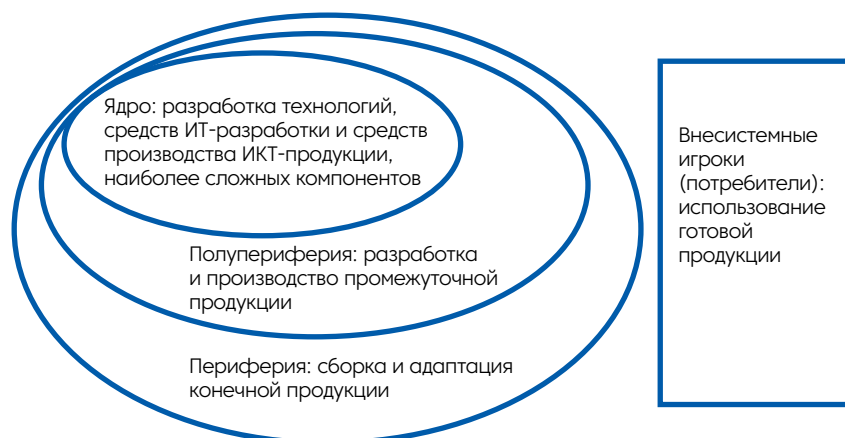 Ядро: разработка технологий,
средств ИТ-разработки и средств
производства ИКТ-продукции,
наиболее сложных компонентов
Полупериферия: разработка
и производство промежуточной
продукции
Периферия: сборка и адаптация
конечной продукции
Внесистемные
игроки
(потребители):
использование
готовой
продукции